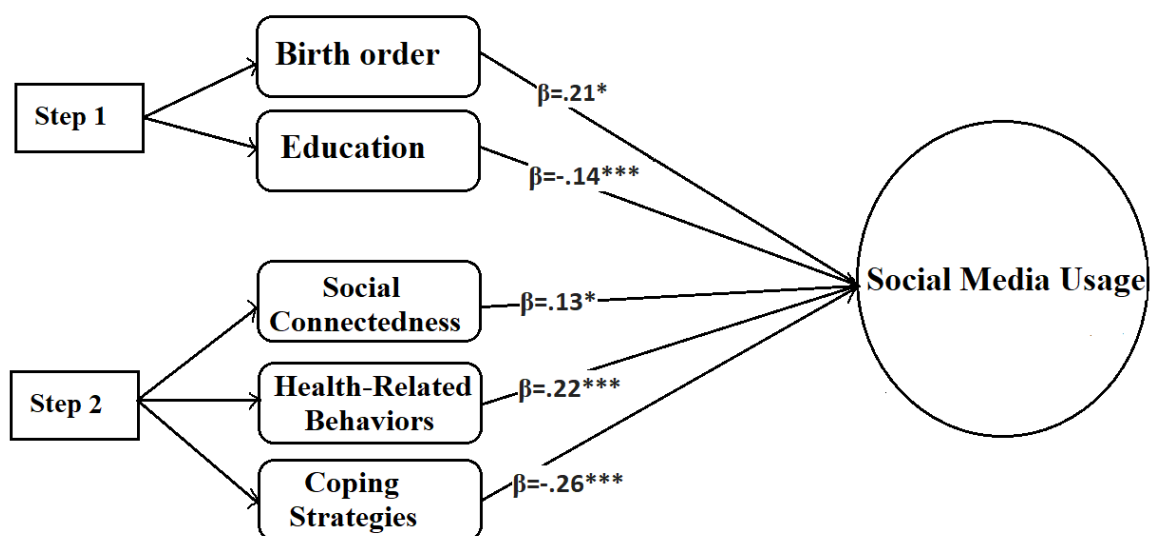 Birth order
β=.21*
Step 1
Education
β=-.14***
Social
Connectedness
β=.13*
Social Media Usage
Health-Related
Behaviors
β=.22***
Step 2
Coping
Strategies
β=-.26***